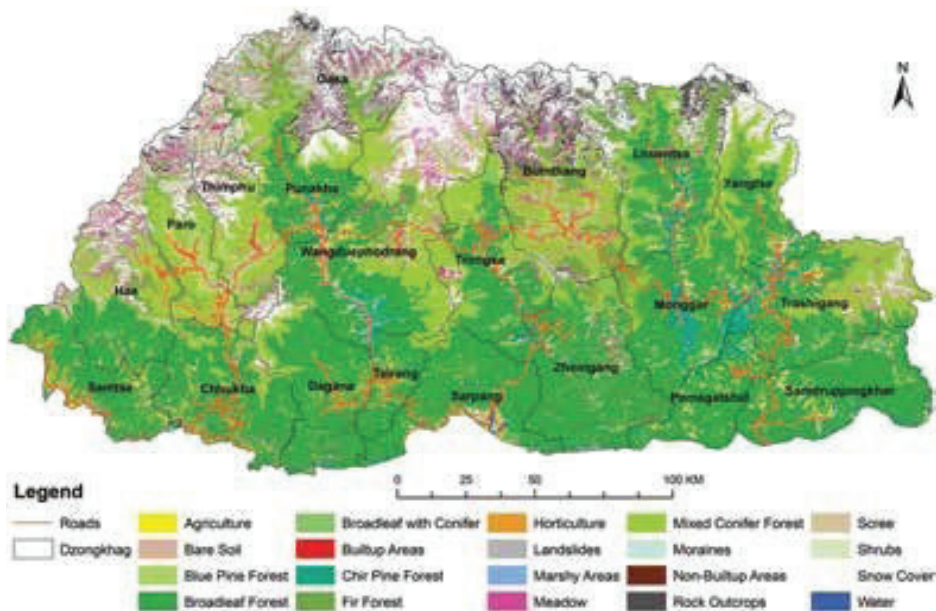 N
Gasa
Lhuentse
Bumthang
Yangtse
Thimphu
Punakha
Paro
Wangduephodrang
Trongsa
Haa
Monggar
Trashigang
Zhemgang
Samtse
Chhukha
Dagana
Tsirang
Sarpang
Pemagatshel
Samdrupjongkhar
Legend
0 25 50 100 KM
Roads
Dzongkhag
Agriculture
Bare Soil
Blue Pine Forest
Broadleaf Forest
Broadleaf with Conifer
Builtup Areas
Chir Pine Forest
Fir Forest
Horticulture
Landslides
Marshy Areas
Meadow
Mixed Conifer Forest
Moraines
Non-Builtup Areas
Rock Outcrops
Scree
Shrubs
Snow Cover
Water